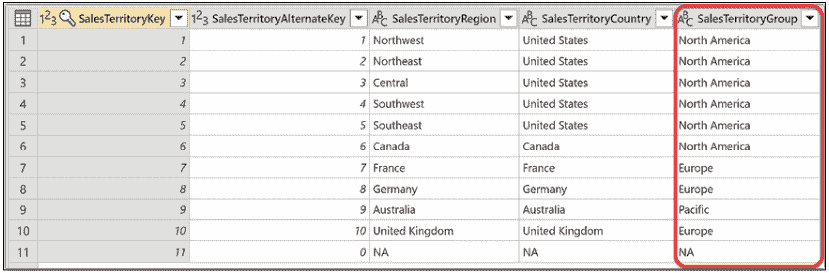 1²3 SalesTerritoryKey 1²3 SalesTerritoryAlternateKey ABC SalesTerritoryRegion ABC SalesTerritoryCountry ABC SalesTerritoryGroup
1 1 1 Northwest United States North America
2 2 2 Northeast United States North America
3 3 3 Central United States North America
4 4 4 Southwest United States North America
5 5 5 Southeast United States North America
6 6 6 Canada Canada North America
7 7 7 France France Europe
8 8 8 Germany Germany Europe
9 9 9 Australia Australia Pacific
10 10 10 United Kingdom United Kingdom Europe
11 11 0 NA NA NA